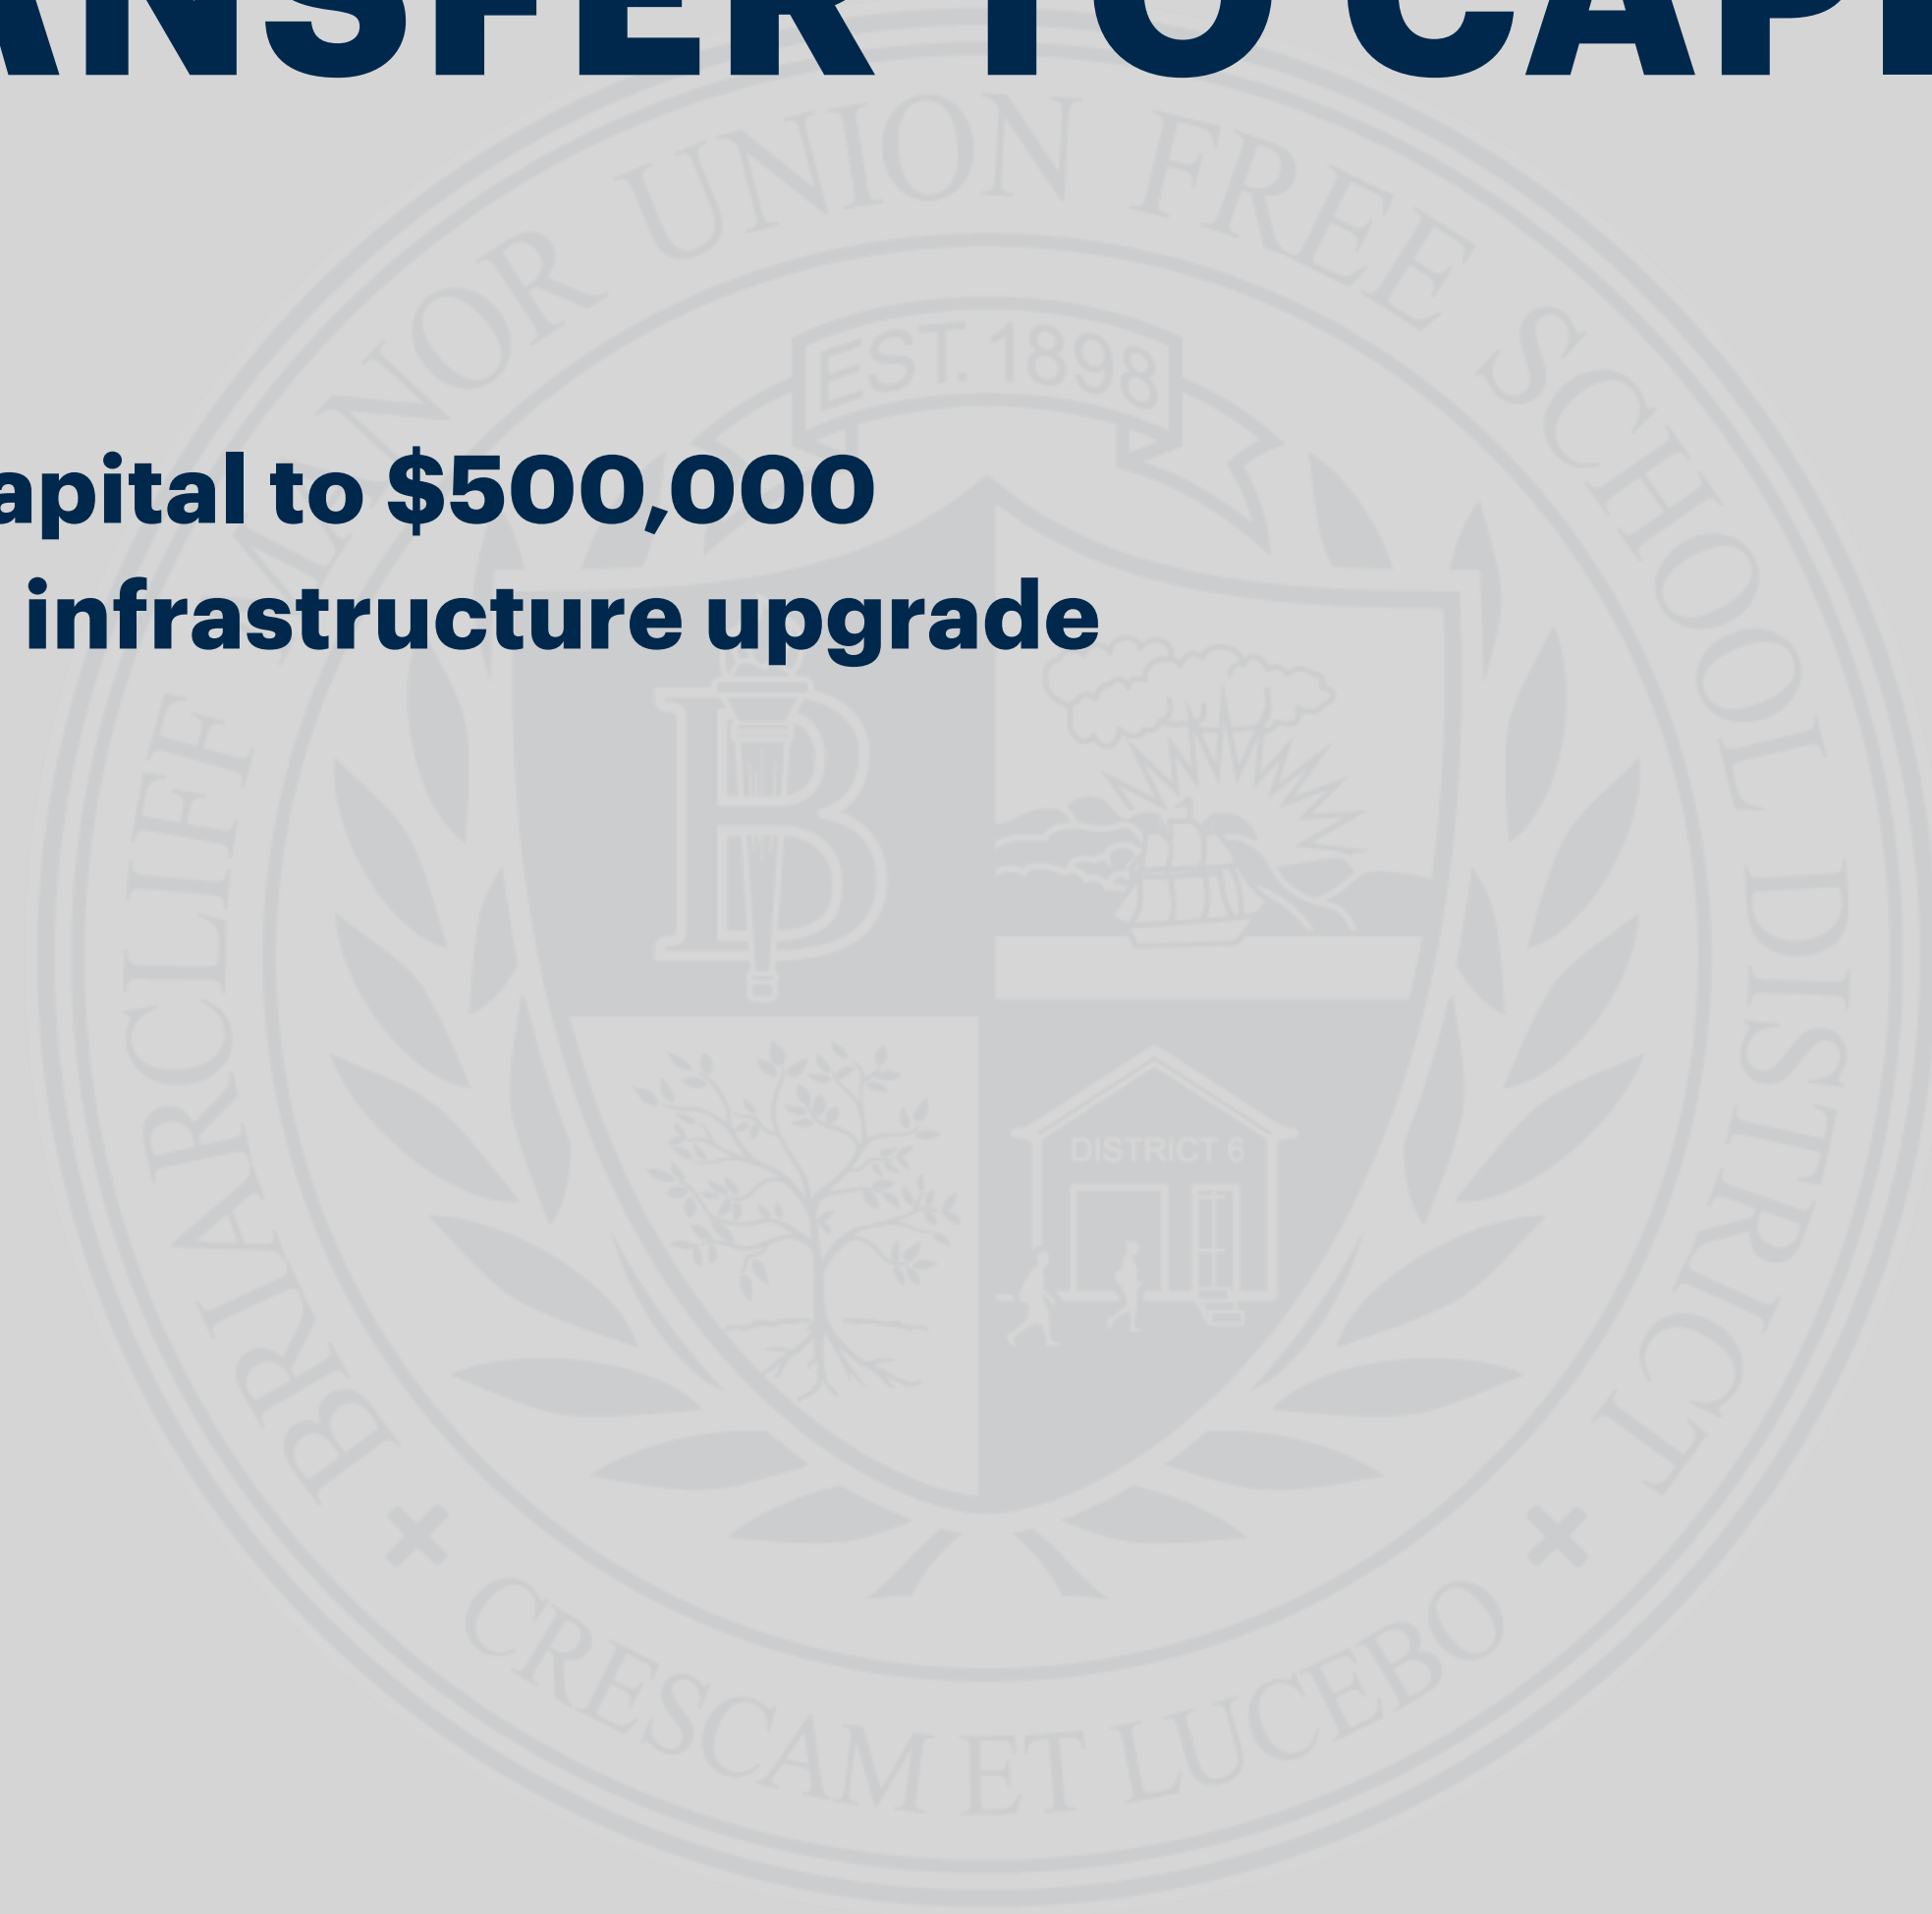 ANSFER TO CAPI
apital to $500,000
infrastructure upgrade
BRIARCLIFF MANOR UNION FREE SCHOOL DISTRICT
EST. 1898
B
DISTRICT 6
CRESCAM ET LUCEBO